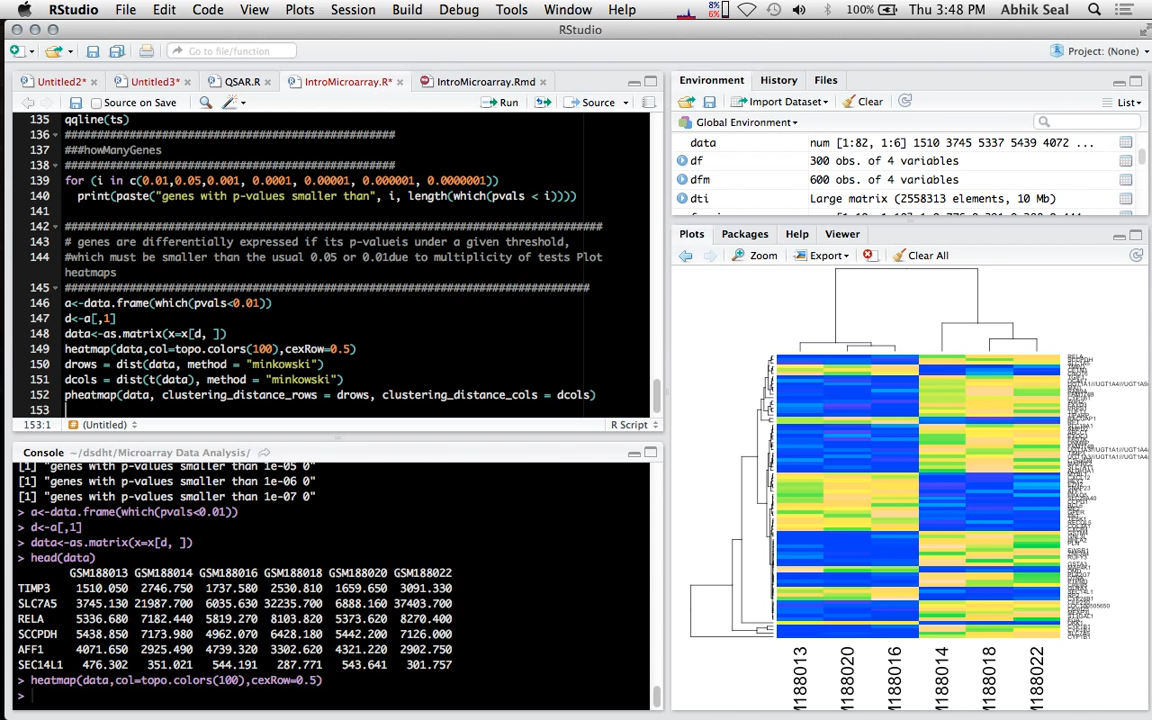 RStudio File Edit Code View Plots Session Build Debug Tools Window Help 8% 6% 100% Thu 3:48 PM Abhik Seal
RStudio
Go to file/function Project: (None)
Untitled2* Untitled3* QSAR.R IntroMicroarray.R* IntroMicroarray.Rmd
Source on Save Run Source
135 qqline(ts)
136 ###################################################
137 ###howManyGenes
138 ###################################################
139 for (i in c(0.01,0.05,0.001, 0.0001, 0.00001, 0.000001, 0.0000001))
140 print(paste("genes with p-values smaller than", i, length(which(pvals < i))))
141
142 ###################################################################################
143 # genes are differentially expressed if its p-valueis under a given threshold,
144 #which must be smaller than the usual 0.05 or 0.01due to multiplicity of tests Plot
heatmaps
145 #################################################################################
146 a<-data.frame(which(pvals<0.01))
147 d<-a[,1]
148 data<-as.matrix(x=x[d, ])
149 heatmap(data,col=topo.colors(100),cexRow=0.5)
150 drows = dist(data, method = "minkowski")
151 dcols = dist(t(data), method = "minkowski")
152 pheatmap(data, clustering_distance_rows = drows, clustering_distance_cols = dcols)
153
153:1 (Untitled) R Script
Console ~/dsdht/Microarray Data Analysis/
[1] "genes with p-values smaller than 1e-05 0"
[1] "genes with p-values smaller than 1e-06 0"
[1] "genes with p-values smaller than 1e-07 0"
> a<-data.frame(which(pvals<0.01))
> d<-a[,1]
> data<-as.matrix(x=x[d, ])
> head(data)
GSM188013 GSM188014 GSM188016 GSM188018 GSM188020 GSM188022
TIMP3 1510.050 2746.750 1737.580 2530.810 1659.650 3091.330
SLC7A5 3745.130 21987.700 6035.630 32235.700 6888.160 37403.700
RELA 5336.680 7182.440 5819.270 8103.820 5373.620 8270.400
SCCPDH 5438.850 7173.980 4962.070 6428.180 5442.200 7126.000
AFF1 4071.650 2925.490 4739.320 3302.620 4321.220 2902.750
SEC14L1 476.302 351.021 544.191 287.771 543.641 301.757
> heatmap(data,col=topo.colors(100),cexRow=0.5)
>
Environment History Files
Import Dataset Clear List
Global Environment
data num [1:82, 1:6] 1510 3745 5337 5439 4072 ...
df 300 obs. of 4 variables
dfm 600 obs. of 4 variables
dti Large matrix (2558313 elements, 10 Mb)
Plots Packages Help Viewer
Zoom Export Clear All
M188013
M188020
M188016
M188014
M188018
M188022